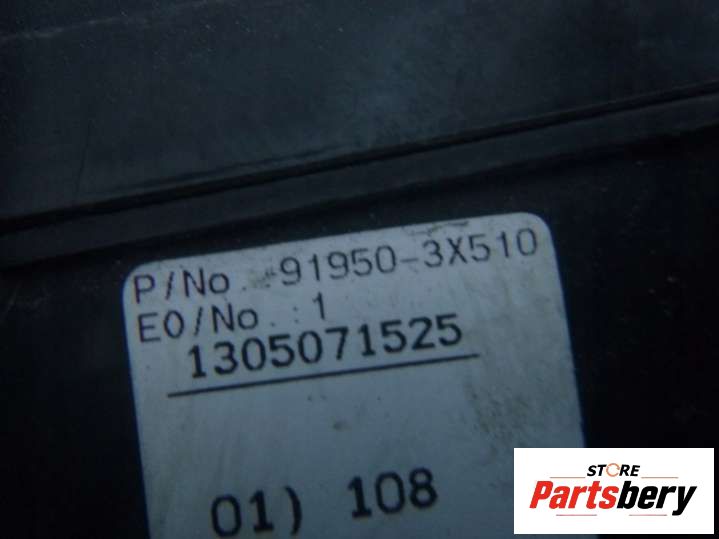 P/No. :91950-3X510
EO/No. :1
1305071525
01) 108
STORE
Partsbery